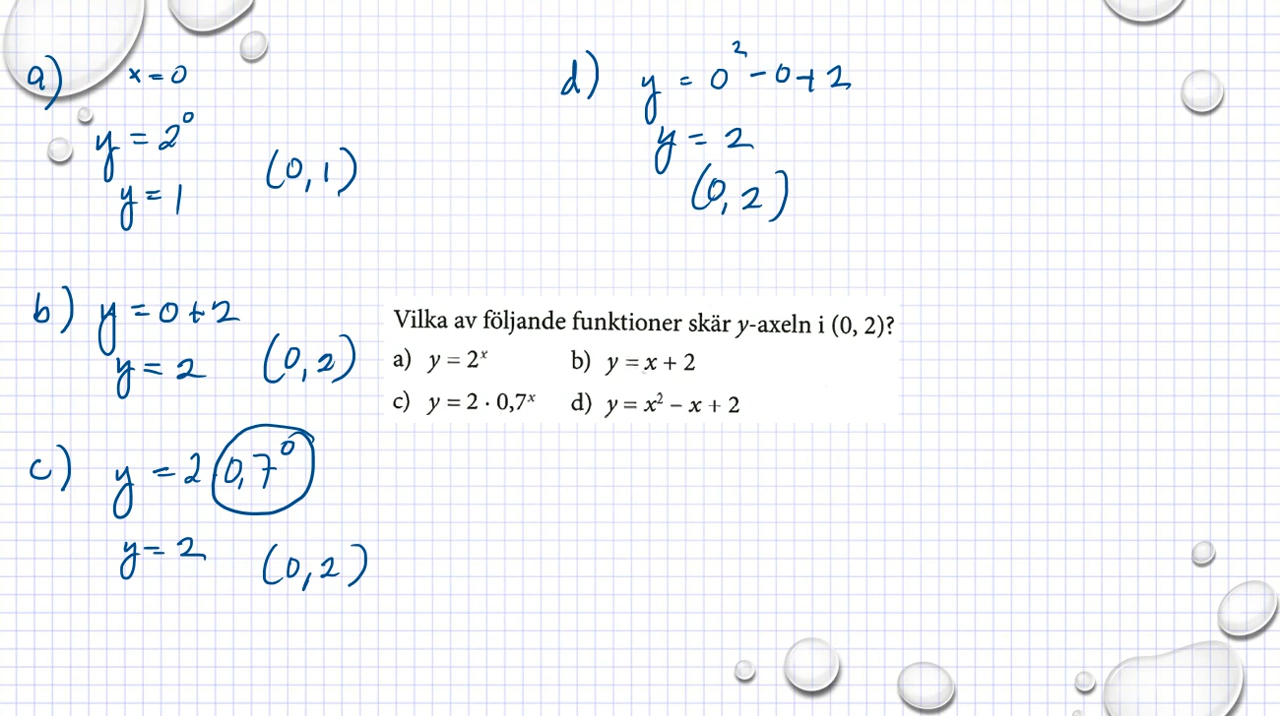 a) x = 0
y = 2⁰
y = 1 (0, 1)
b) y = 0 + 2
y = 2 (0, 2)
c) y = 2 0,7⁰
y = 2 (0, 2)
d) y = 0² - 0 + 2
y = 2
(0, 2)
Vilka av följande funktioner skär y-axeln i (0, 2)?
a) y = 2ˣ b) y = x + 2
c) y = 2 · 0,7ˣ d) y = x² – x + 2